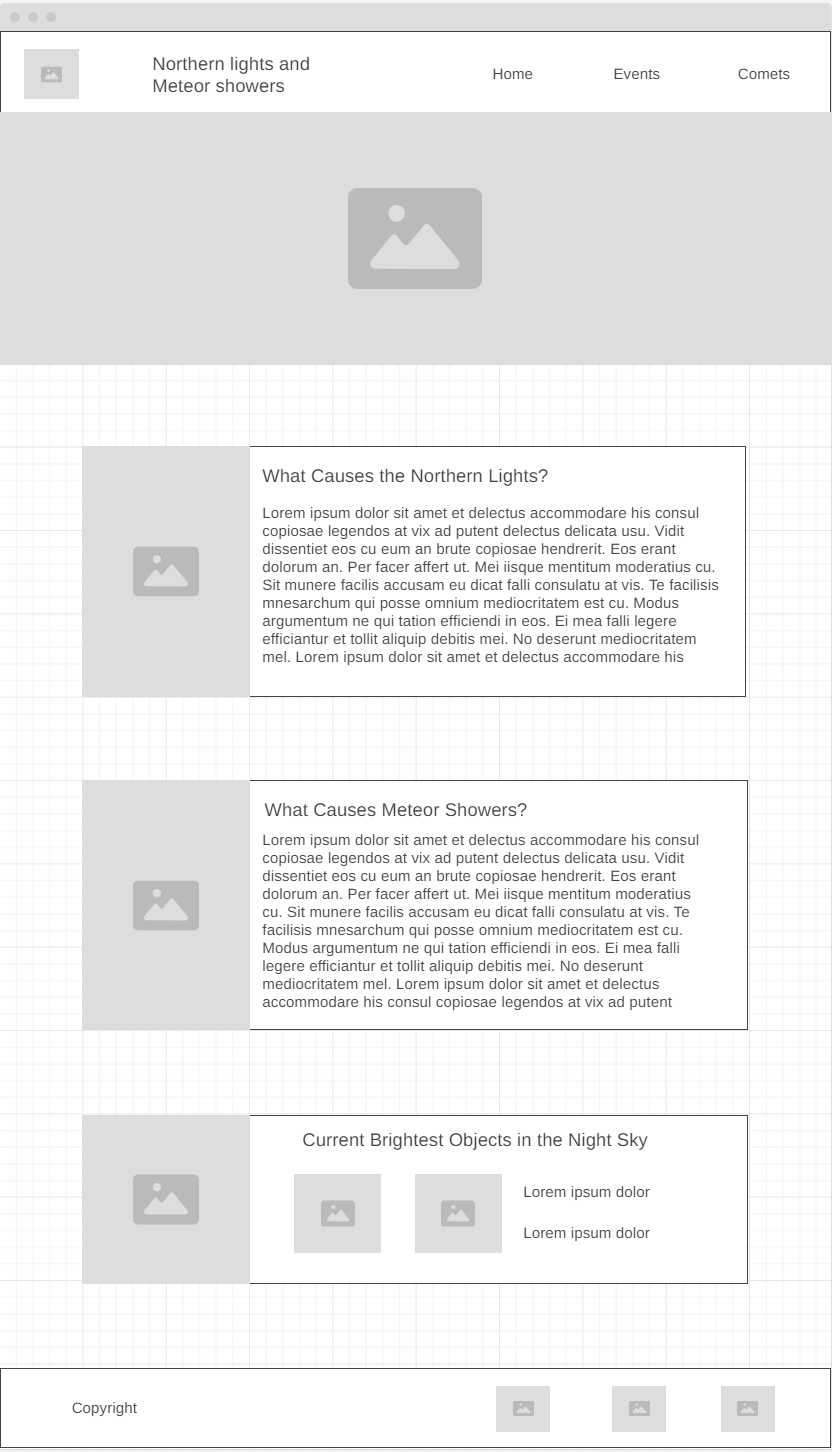 Northern lights and
Meteor showers
Home
Events
Comets
What Causes the Northern Lights?
Lorem ipsum dolor sit amet et delectus accommodare his consul
copiosae legendos at vix ad putent delectus delicata usu. Vidit
dissentiet eos cu eum an brute copiosae hendrerit. Eos erant
dolorum an. Per facer affert ut. Mei iisque mentitum moderatius cu.
Sit munere facilis accusam eu dicat falli consulatu at vis. Te facilisis
mnesarchum qui posse omnium mediocritatem est cu. Modus
argumentum ne qui tation efficiendi in eos. Ei mea falli legere
efficiantur et tollit aliquip debitis mei. No deserunt mediocritatem
mel. Lorem ipsum dolor sit amet et delectus accommodare his
What Causes Meteor Showers?
Lorem ipsum dolor sit amet et delectus accommodare his consul
copiosae legendos at vix ad putent delectus delicata usu. Vidit
dissentiet eos cu eum an brute copiosae hendrerit. Eos erant
dolorum an. Per facer affert ut. Mei iisque mentitum moderatius
cu. Sit munere facilis accusam eu dicat falli consulatu at vis. Te
facilisis mnesarchum qui posse omnium mediocritatem est cu.
Modus argumentum ne qui tation efficiendi in eos. Ei mea falli
legere efficiantur et tollit aliquip debitis mei. No deserunt
mediocritatem mel. Lorem ipsum dolor sit amet et delectus
accommodare his consul copiosae legendos at vix ad putent
Current Brightest Objects in the Night Sky
Lorem ipsum dolor
Lorem ipsum dolor
Copyright